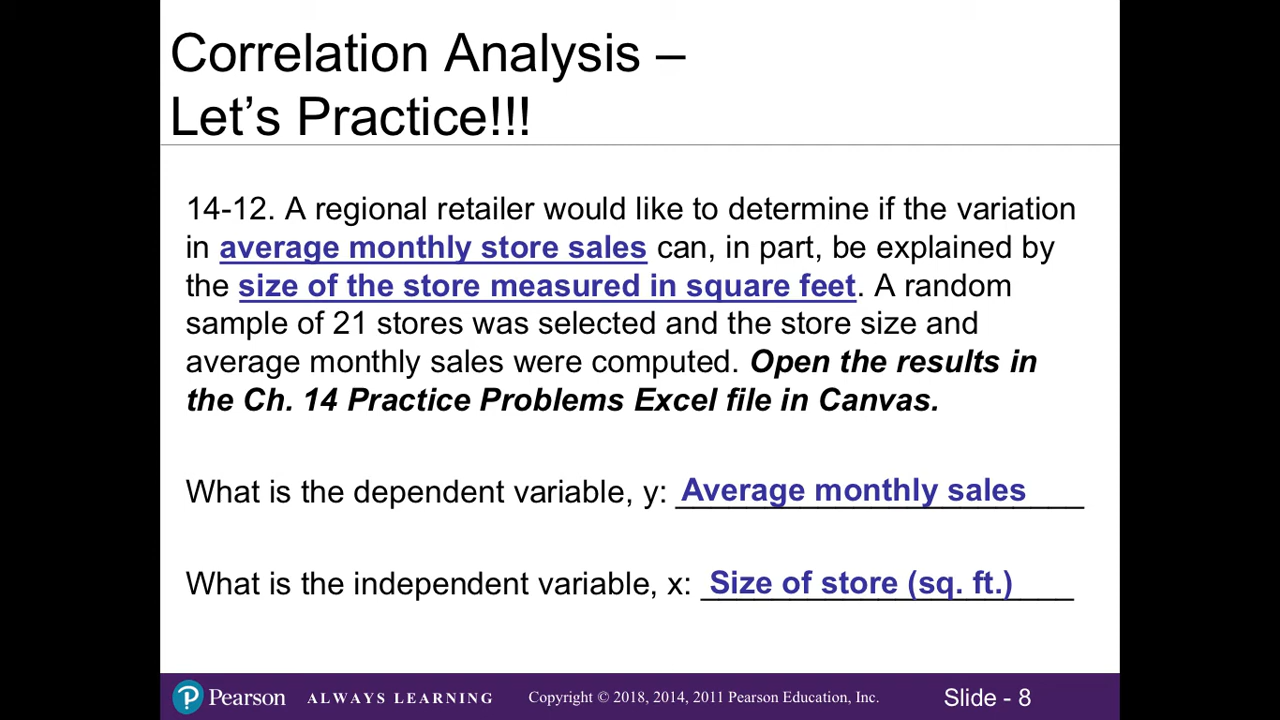 Correlation Analysis –
Let’s Practice!!!
14-12. A regional retailer would like to determine if the variation
in average monthly store sales can, in part, be explained by
the size of the store measured in square feet. A random
sample of 21 stores was selected and the store size and
average monthly sales were computed. Open the results in
the Ch. 14 Practice Problems Excel file in Canvas.
What is the dependent variable, y: Average monthly sales
What is the independent variable, x: Size of store (sq. ft.)
P Pearson ALWAYS LEARNING Copyright © 2018, 2014, 2011 Pearson Education, Inc. Slide - 8